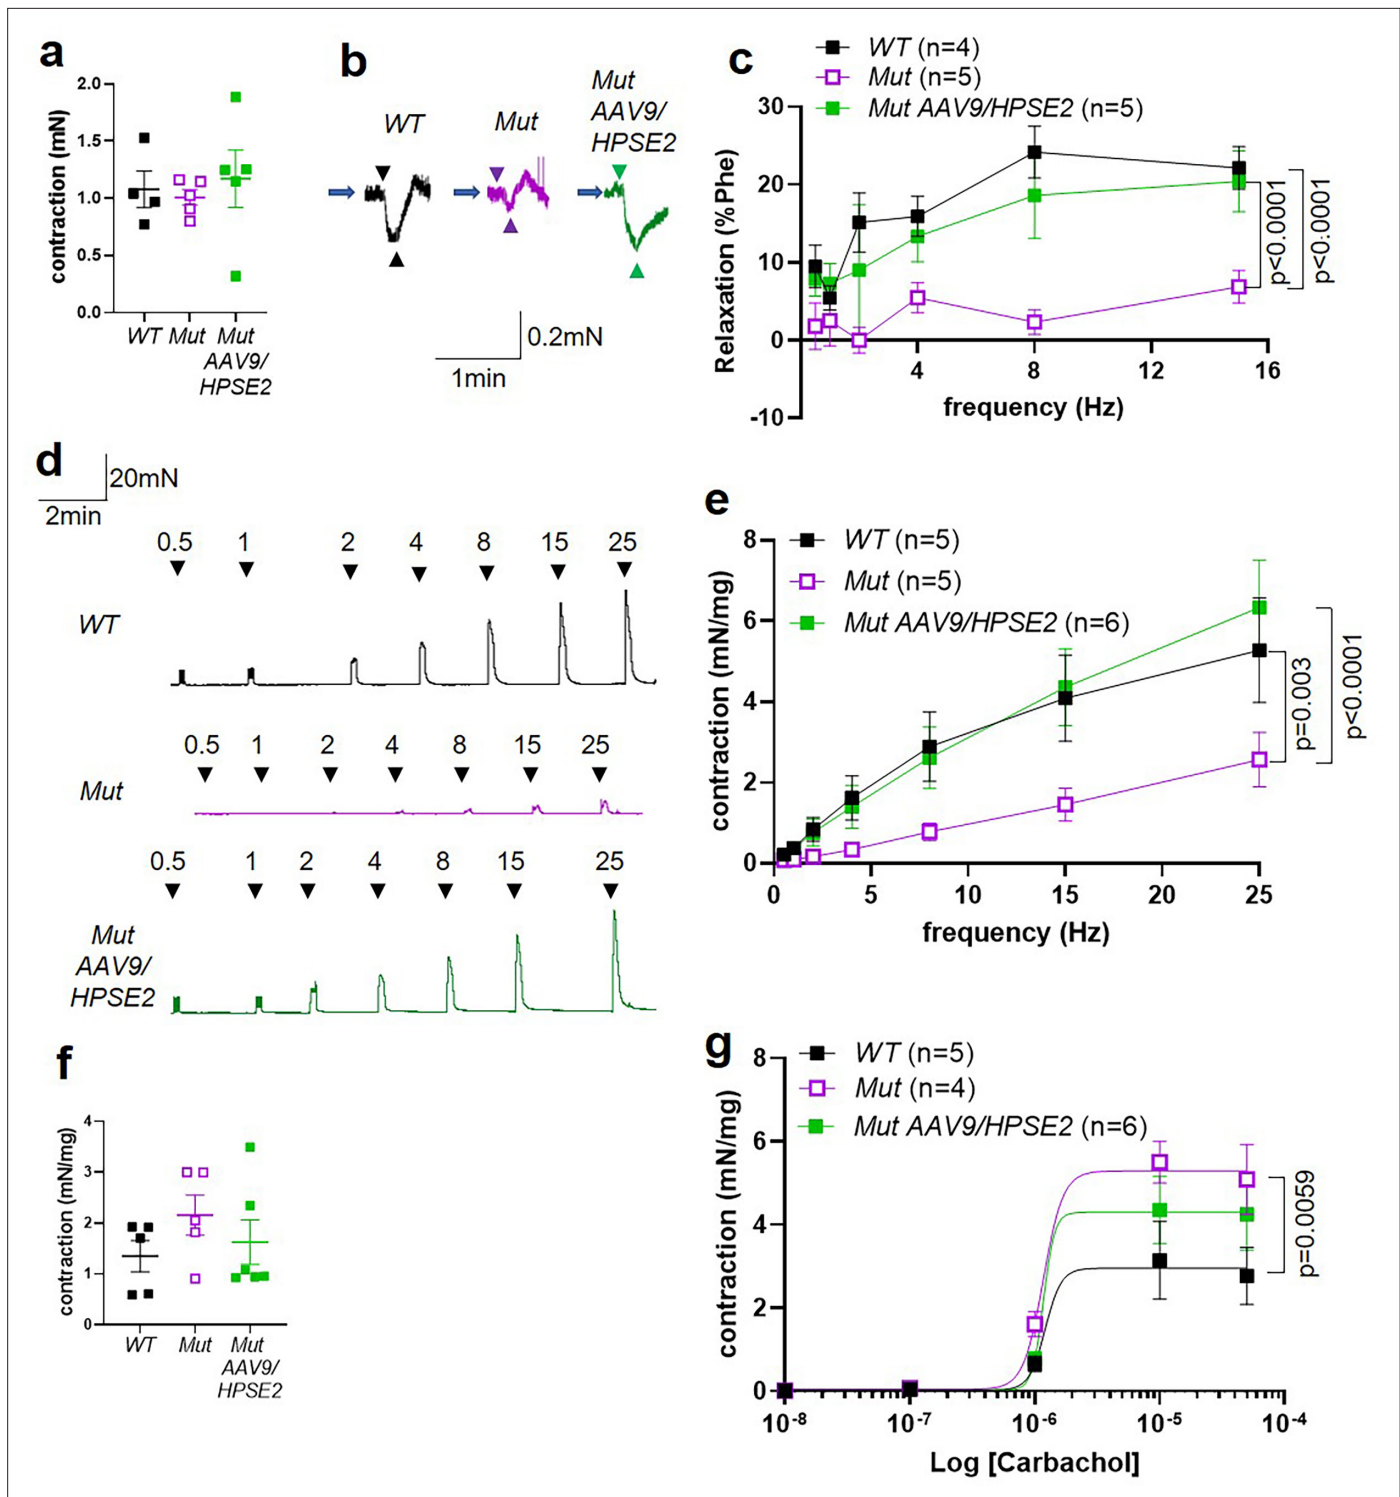 a
contraction (mN)
2.0
1.5
1.0
0.5
0.0
WT Mut Mut
AAV9/
HPSE2
b
WT
Mut
Mut
AAV9/
HPSE2
0.2mN
1min
c
WT (n=4)
Mut (n=5)
Mut AAV9/HPSE2 (n=5)
Relaxation (%Phe)
30
20
10
0
-10
4 8 12 16
frequency (Hz)
p<0.0001
p<0.0001
d
20mN
2min
0.5 1 2 4 8 15 25
WT
0.5 1 2 4 8 15 25
Mut
0.5 1 2 4 8 15 25
Mut
AAV9/
HPSE2
e
WT (n=5)
Mut (n=5)
Mut AAV9/HPSE2 (n=6)
contraction (mN/mg)
8
6
4
2
0
0 5 10 15 20 25
frequency (Hz)
p=0.003
p<0.0001
f
contraction (mN/mg)
4
3
2
1
0
WT Mut Mut
AAV9/
HPSE2
g
WT (n=5)
Mut (n=4)
Mut AAV9/HPSE2 (n=6)
contraction (mN/mg)
8
6
4
2
0
10-8 10-7 10-6 10-5 10-4
Log [Carbachol]
p=0.0059